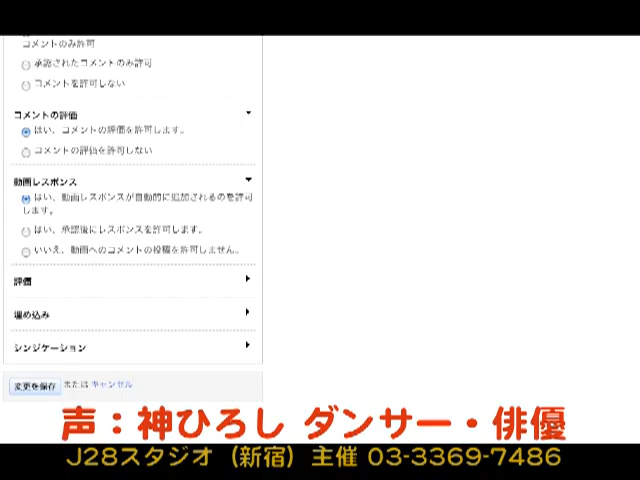 コメントのみ許可
承認されたコメントのみ許可
コメントを許可しない
コメントの評価
はい、コメントの評価を許可します。
コメントの評価を許可しない
動画レスポンス
はい、動画レスポンスが自動的に追加されるのを許可
します。
はい、承認後にレスポンスを許可します。
いいえ、動画へのコメントの投稿を許可しません。
評価
埋め込み
シンジケーション
変更を保存 または キャンセル
声：神ひろし ダンサー・俳優
J28スタジオ（新宿）主催 03-3369-7486